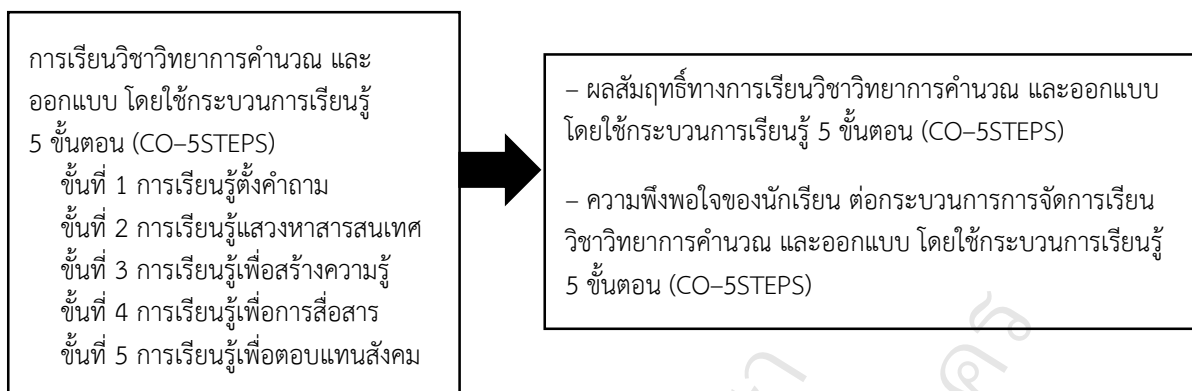 การเรียนวิชาวิทยาการคำนวณ และ
ออกแบบ โดยใช้กระบวนการเรียนรู้
5 ขั้นตอน (CO–5STEPS)
ขั้นที่ 1 การเรียนรู้ตั้งคำถาม
ขั้นที่ 2 การเรียนรู้แสวงหาสารสนเทศ
ขั้นที่ 3 การเรียนรู้เพื่อสร้างความรู้
ขั้นที่ 4 การเรียนรู้เพื่อการสื่อสาร
ขั้นที่ 5 การเรียนรู้เพื่อตอบแทนสังคม
– ผลสัมฤทธิ์ทางการเรียนวิชาวิทยาการคำนวณ และออกแบบ
โดยใช้กระบวนการเรียนรู้ 5 ขั้นตอน (CO–5STEPS)
– ความพึงพอใจของนักเรียน ต่อกระบวนการการจัดการเรียน
วิชาวิทยาการคำนวณ และออกแบบ โดยใช้กระบวนการเรียนรู้
5 ขั้นตอน (CO–5STEPS)